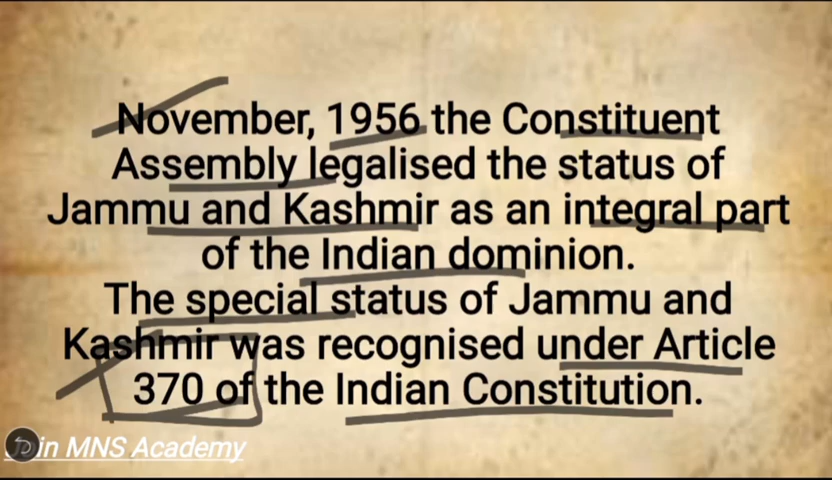 November, 1956 the Constituent
Assembly legalised the status of
Jammu and Kashmir as an integral part
of the Indian dominion.
The special status of Jammu and
Kashmir was recognised under Article
370 of the Indian Constitution.
in MNS Academy